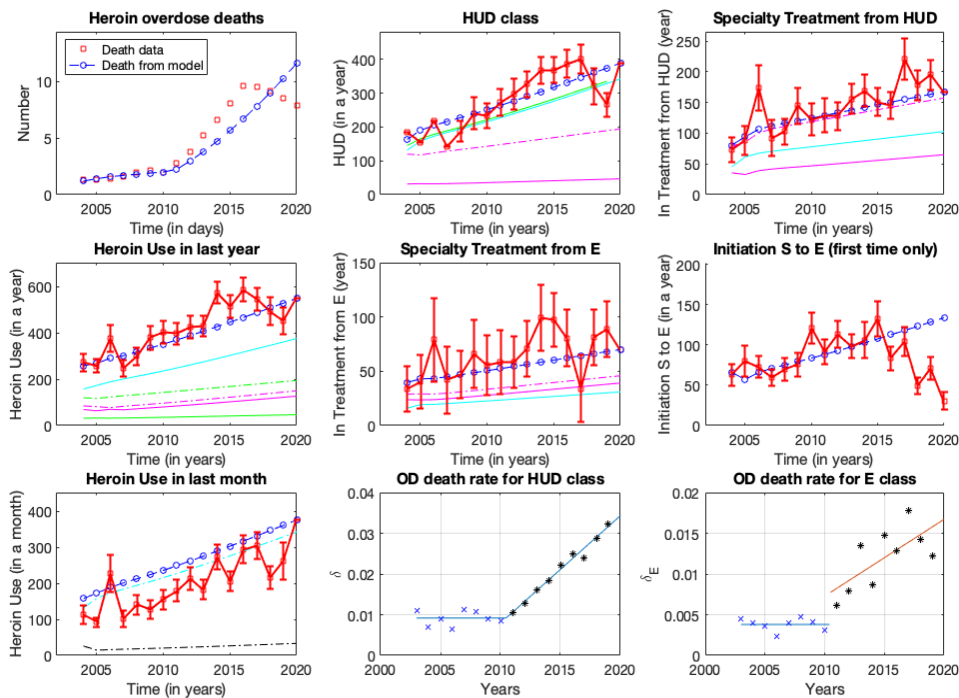 Heroin overdose deaths
Death data
Death from model
Number
10
5
0
2005
2010
2015
2020
Time (in days)
HUD class
HUD (in a year)
400
300
200
100
0
2005
2010
2015
2020
Time (in years)
Specialty Treatment from HUD
In Treatment from HUD (year)
250
200
150
100
50
0
2005
2010
2015
2020
Time (in years)
Heroin Use in last year
Heroin Use (in a year)
600
400
200
0
2005
2010
2015
2020
Time (in years)
Specialty Treatment from E
In Treatment from E (year)
150
100
50
0
2005
2010
2015
2020
Time (in years)
Initiation S to E (first time only)
Initiation S to E (in a year)
200
150
100
50
0
2005
2010
2015
2020
Time (in years)
Heroin Use in last month
Heroin Use (in a month)
400
300
200
100
0
2005
2010
2015
2020
Time (in years)
OD death rate for HUD class
δ
0.04
0.03
0.02
0.01
0
2000
2005
2010
2015
2020
Years
OD death rate for E class
δE
0.02
0.015
0.01
0.005
0
2000
2005
2010
2015
2020
Years